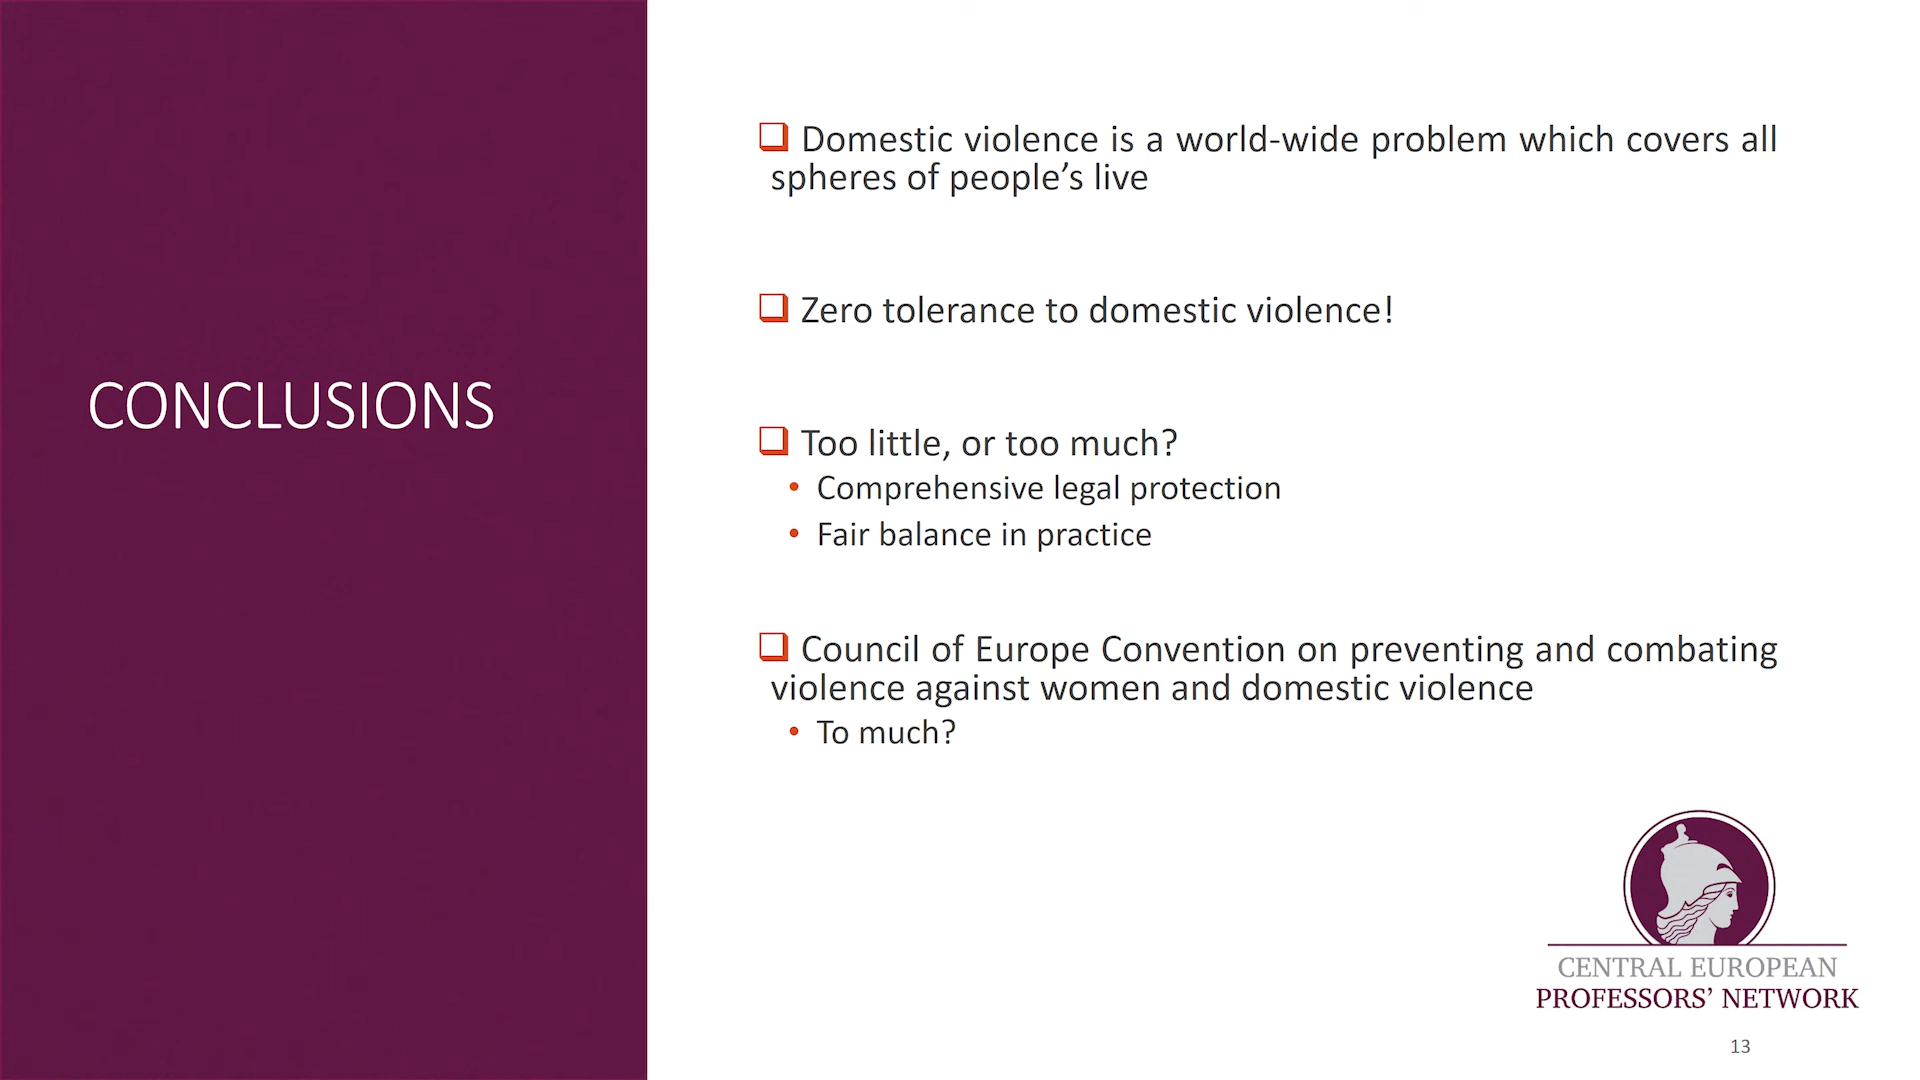 CONCLUSIONS
Domestic violence is a world-wide problem which covers all
spheres of people’s live
Zero tolerance to domestic violence!
Too little, or too much?
• Comprehensive legal protection
• Fair balance in practice
Council of Europe Convention on preventing and combating
violence against women and domestic violence
• To much?
CENTRAL EUROPEAN
PROFESSORS’ NETWORK
13